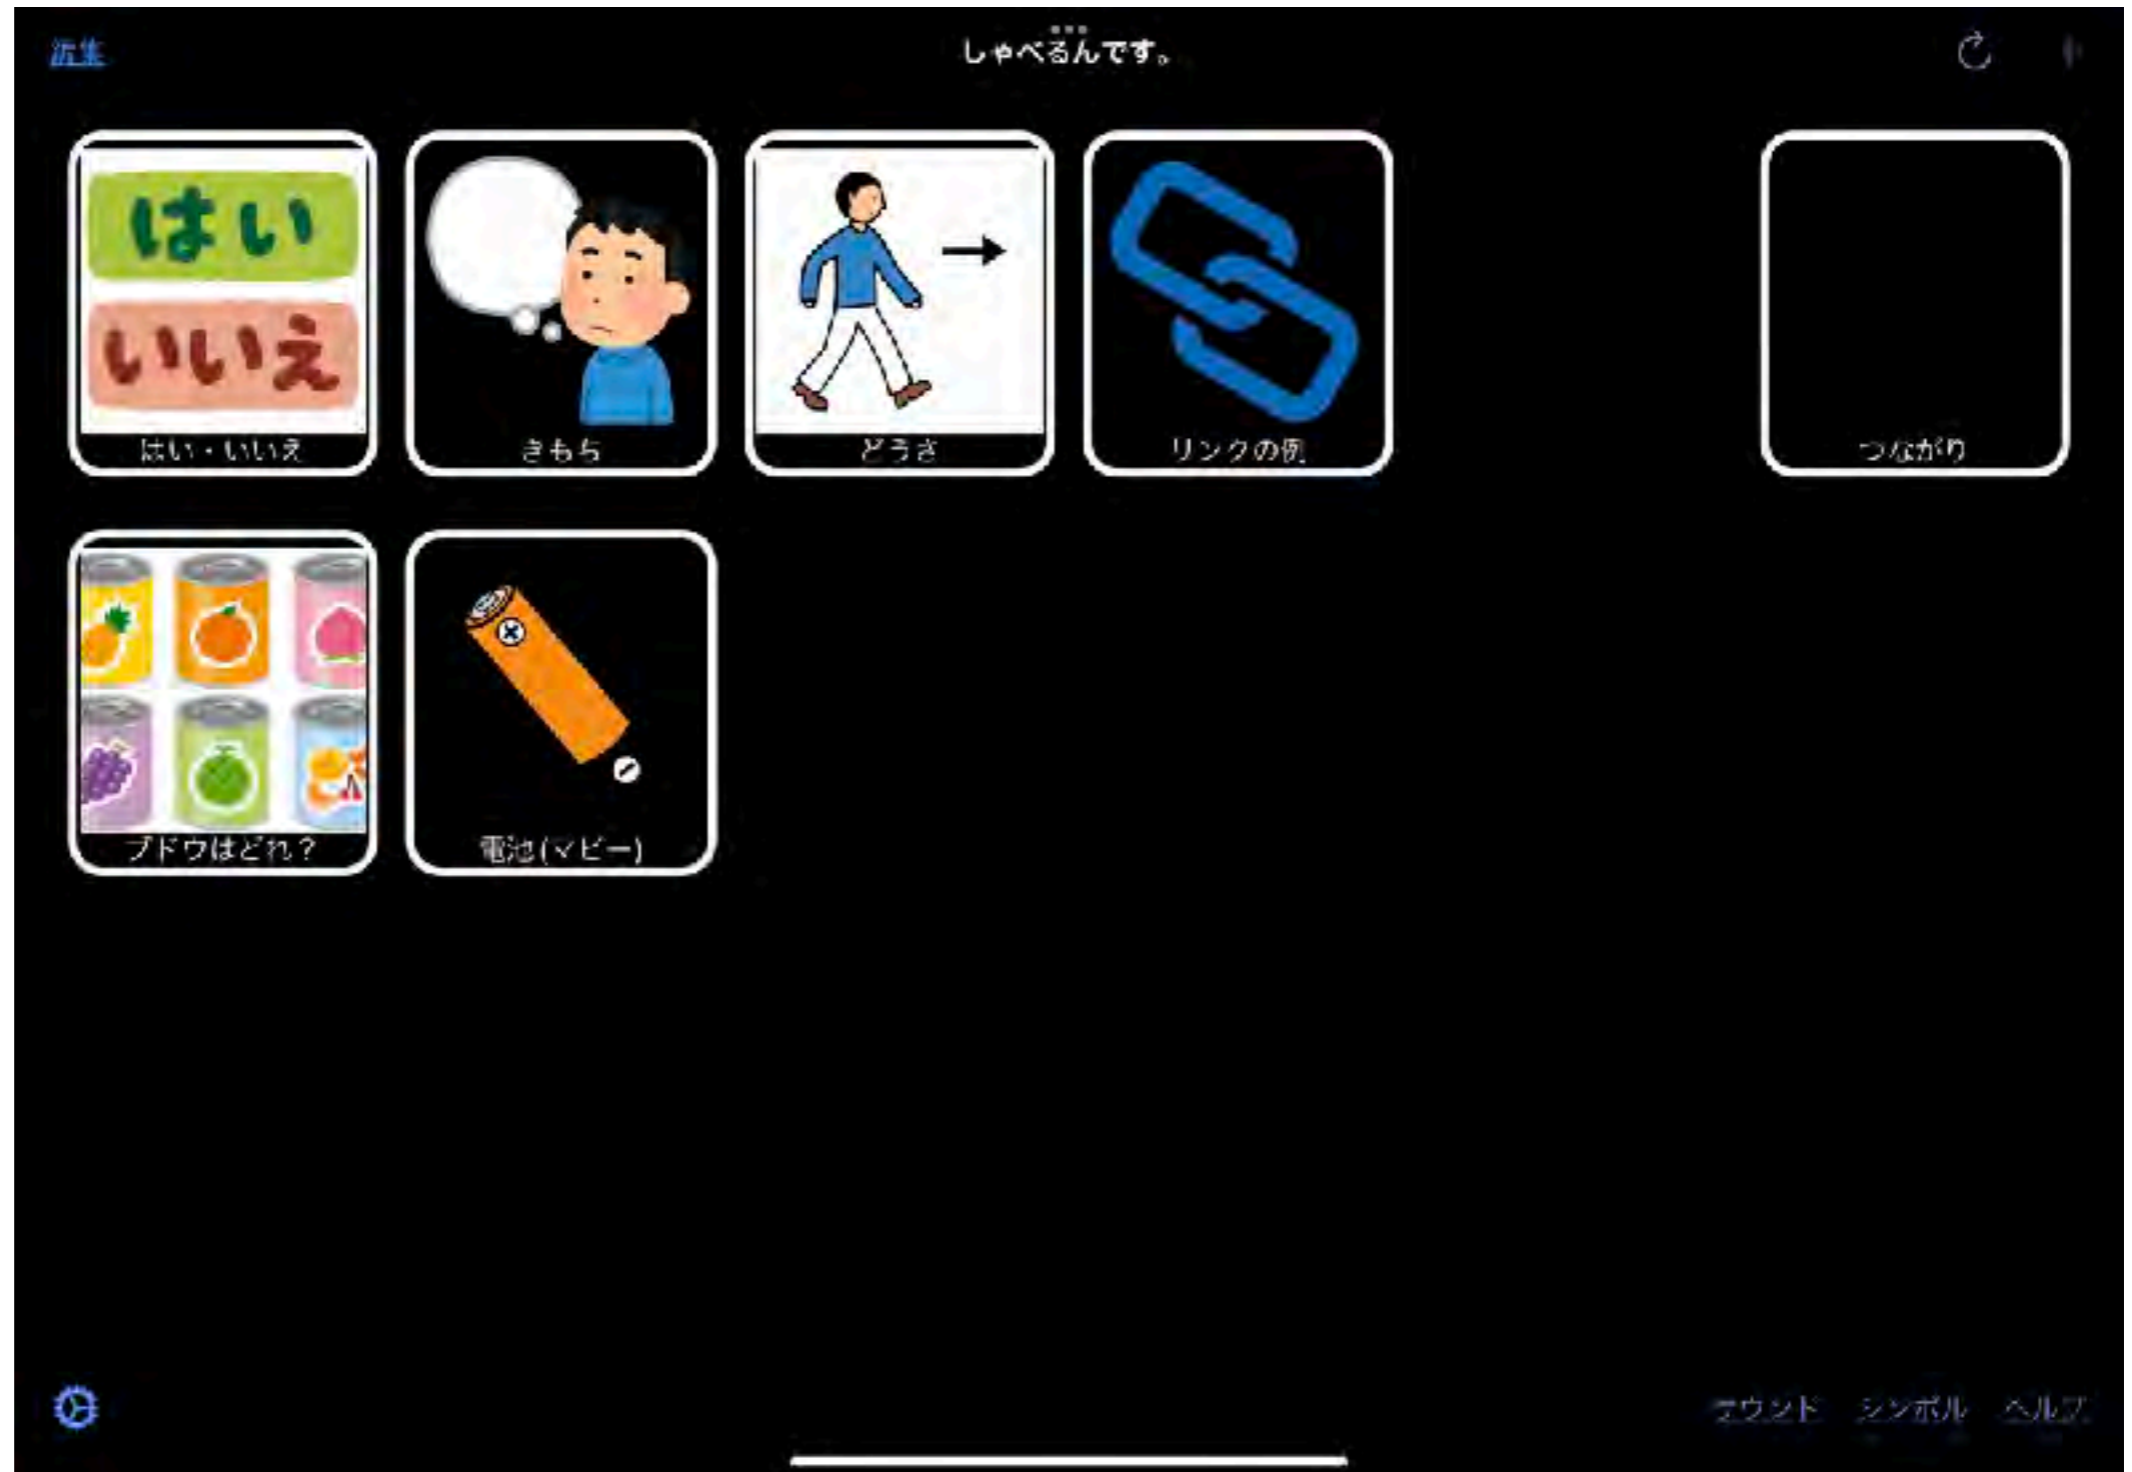 編集
しゃべるんです。
はい
いいえ
はい・いいえ
きもち
どうさ
リンクの例
つながり
ブドウはどれ？
電池(マビー)
サウンド
シンボル
ヘルプ